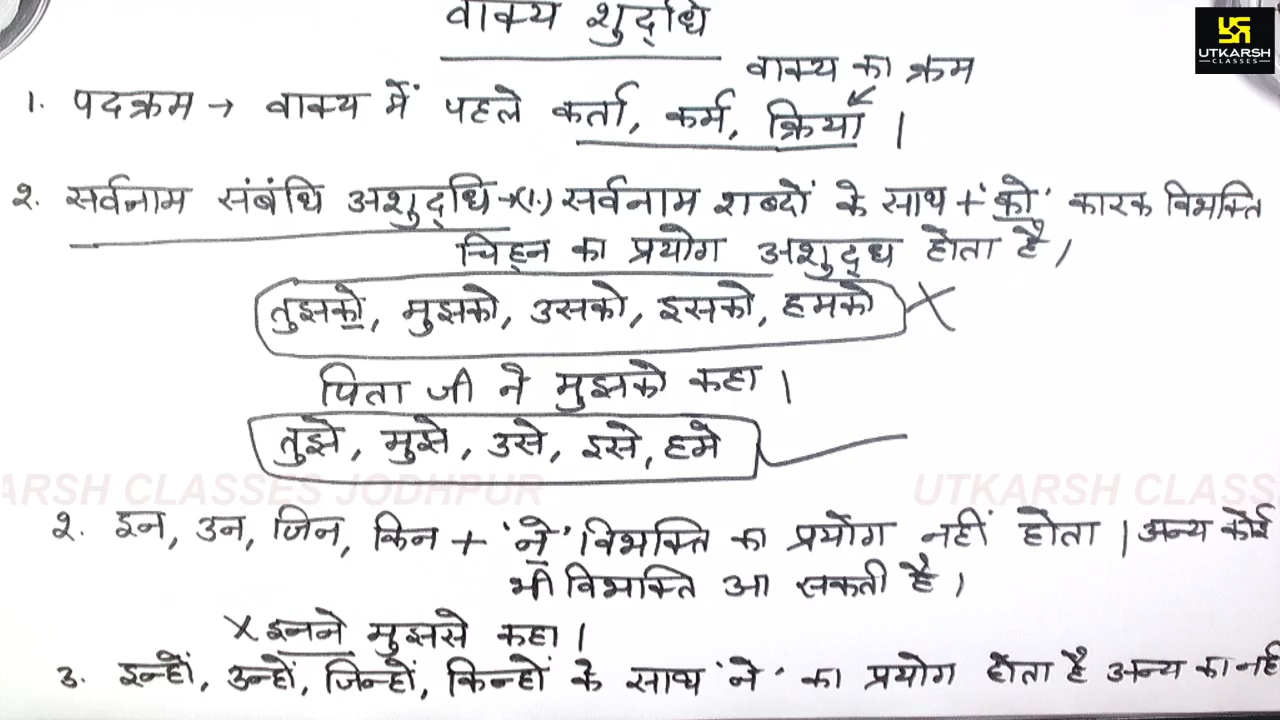 वाक्य शुद्धि
UTKARSH
CLASSES
वाक्य का क्रम
1. पदक्रम → वाक्य में पहले कर्ता, कर्म, क्रिया ।
2. सर्वनाम संबंधि अशुद्धि →(1.) सर्वनाम शब्दों के साथ + 'को' कारक विभक्ति
चिह्न का प्रयोग अशुद्ध होता है,
तुझको, मुझको, उसको, इसको, हमको ×
पिता जी ने मुझको कहा ।
तुझे, मुझे, उसे, इसे, हमे
ARSH CLASSES JODHPUR
UTKARSH CLASS
२. इन, उन, जिन, किन + 'ने' विभक्ति का प्रयोग नहीं होता । अन्य कोई
भी विभक्ति आ सकती है,
× इनने मुझसे कहा ।
3. इन्हों, उन्हों, जिन्हों, किन्हों के साथ 'ने' का प्रयोग होता है अन्य का नहीं